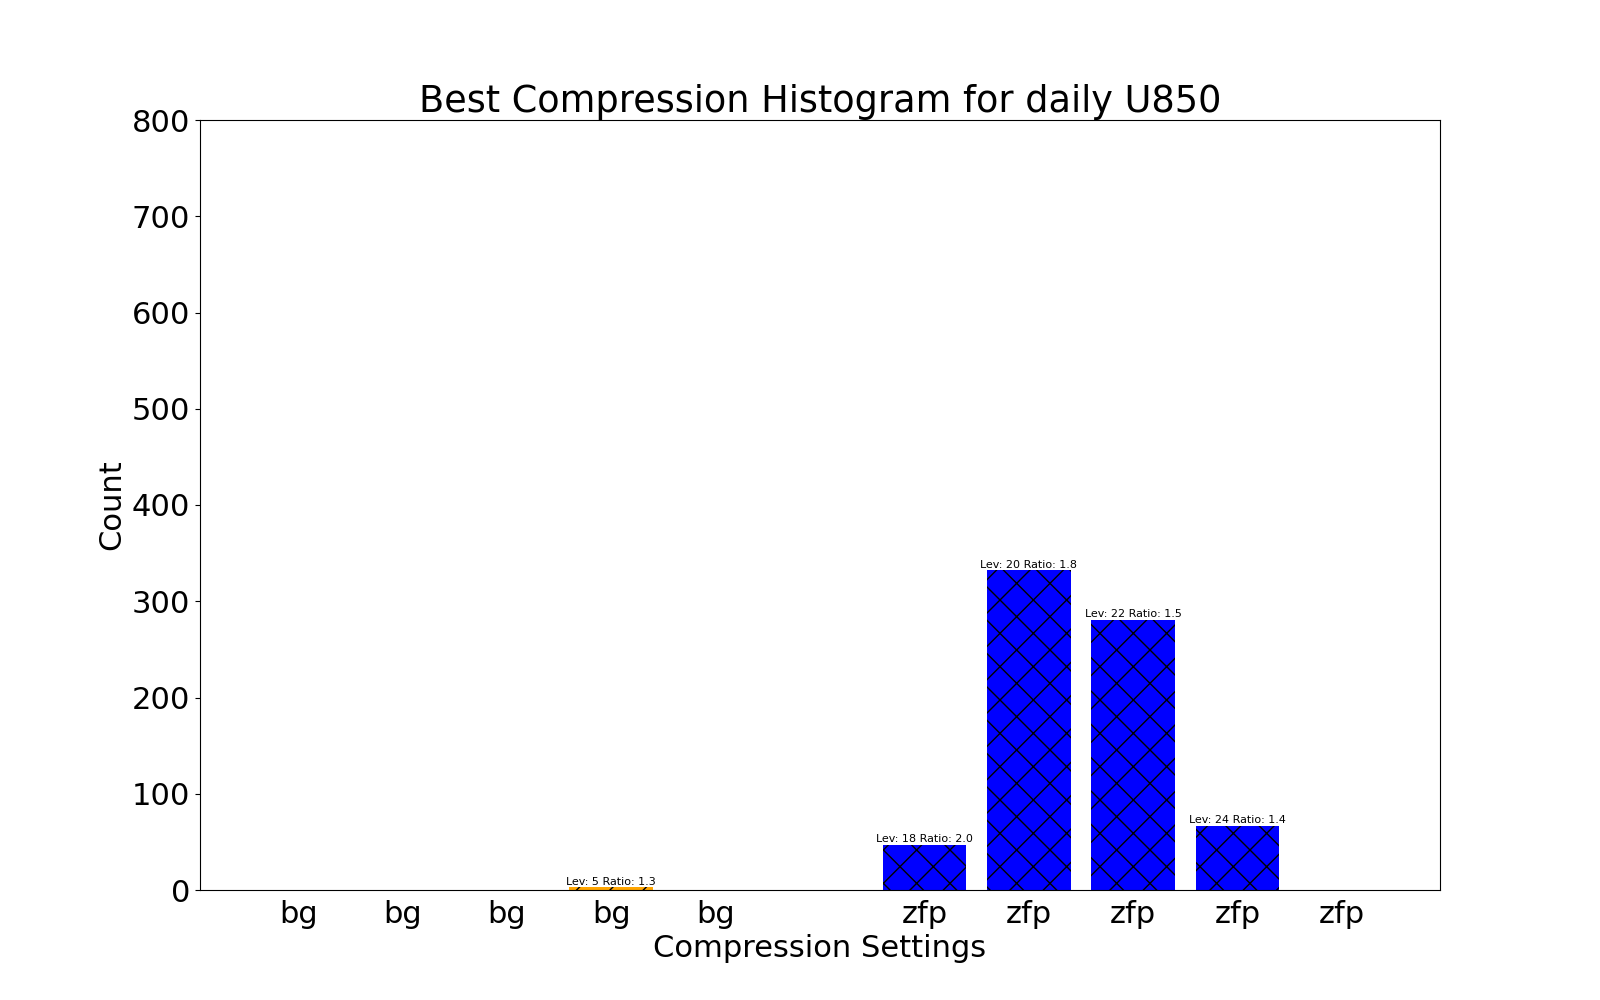 Best Compression Histogram for daily U850
800
700
600
500
400
300
200
100
0
Count
Lev: 5 Ratio: 1.3
Lev: 18 Ratio: 2.0
Lev: 20 Ratio: 1.8
Lev: 22 Ratio: 1.5
Lev: 24 Ratio: 1.4
bg bg bg bg bg zfp zfp zfp zfp zfp
Compression Settings